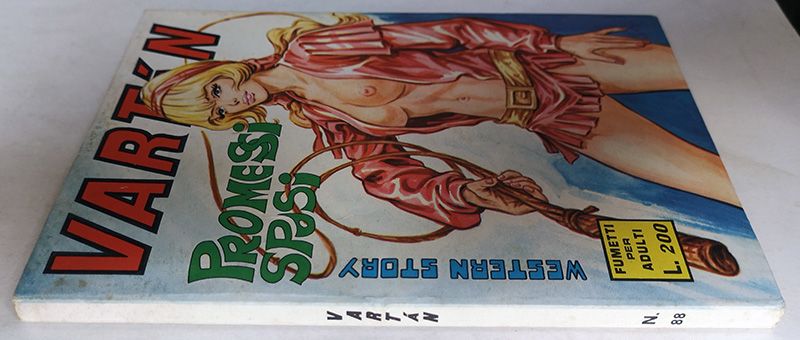 VARTÁN
PROMESSI
SPOSI
WESTERN STORY
FUMETTI
PER
ADULTI
L. 200
VARTÁN
N.
88